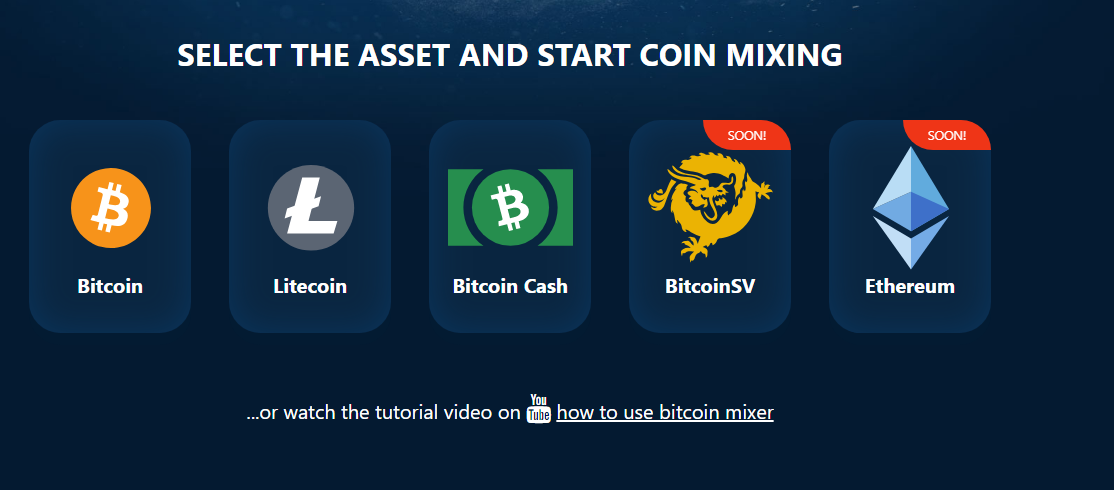 SELECT THE ASSET AND START COIN MIXING
SOON!
SOON!
Bitcoin
Litecoin
Bitcoin Cash
BitcoinSV
Ethereum
...or watch the tutorial video on You Tube how to use bitcoin mixer